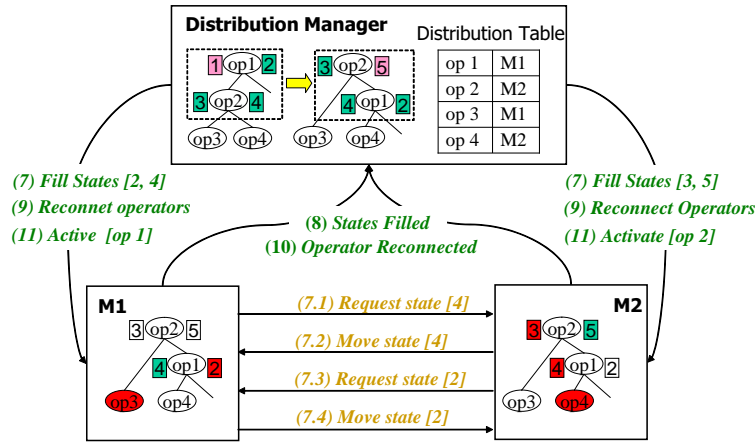 Distribution Manager
Distribution Table
1 op1 2
3 op2 4
op3 op4
3 op2 5
4 op1 2
op3 op4
op 1 M1
op 2 M2
op 3 M1
op 4 M2
(7) Fill States [2, 4]
(9) Reconnet operators
(11) Active [op 1]
(8) States Filled
(10) Operator Reconnected
(7) Fill States [3, 5]
(9) Reconnect Operators
(11) Activate [op 2]
M1
3 op2 5
4 op1 2
op3 op4
(7.1) Request state [4]
(7.2) Move state [4]
(7.3) Request state [2]
(7.4) Move state [2]
M2
3 op2 5
4 op1 2
op3 op4